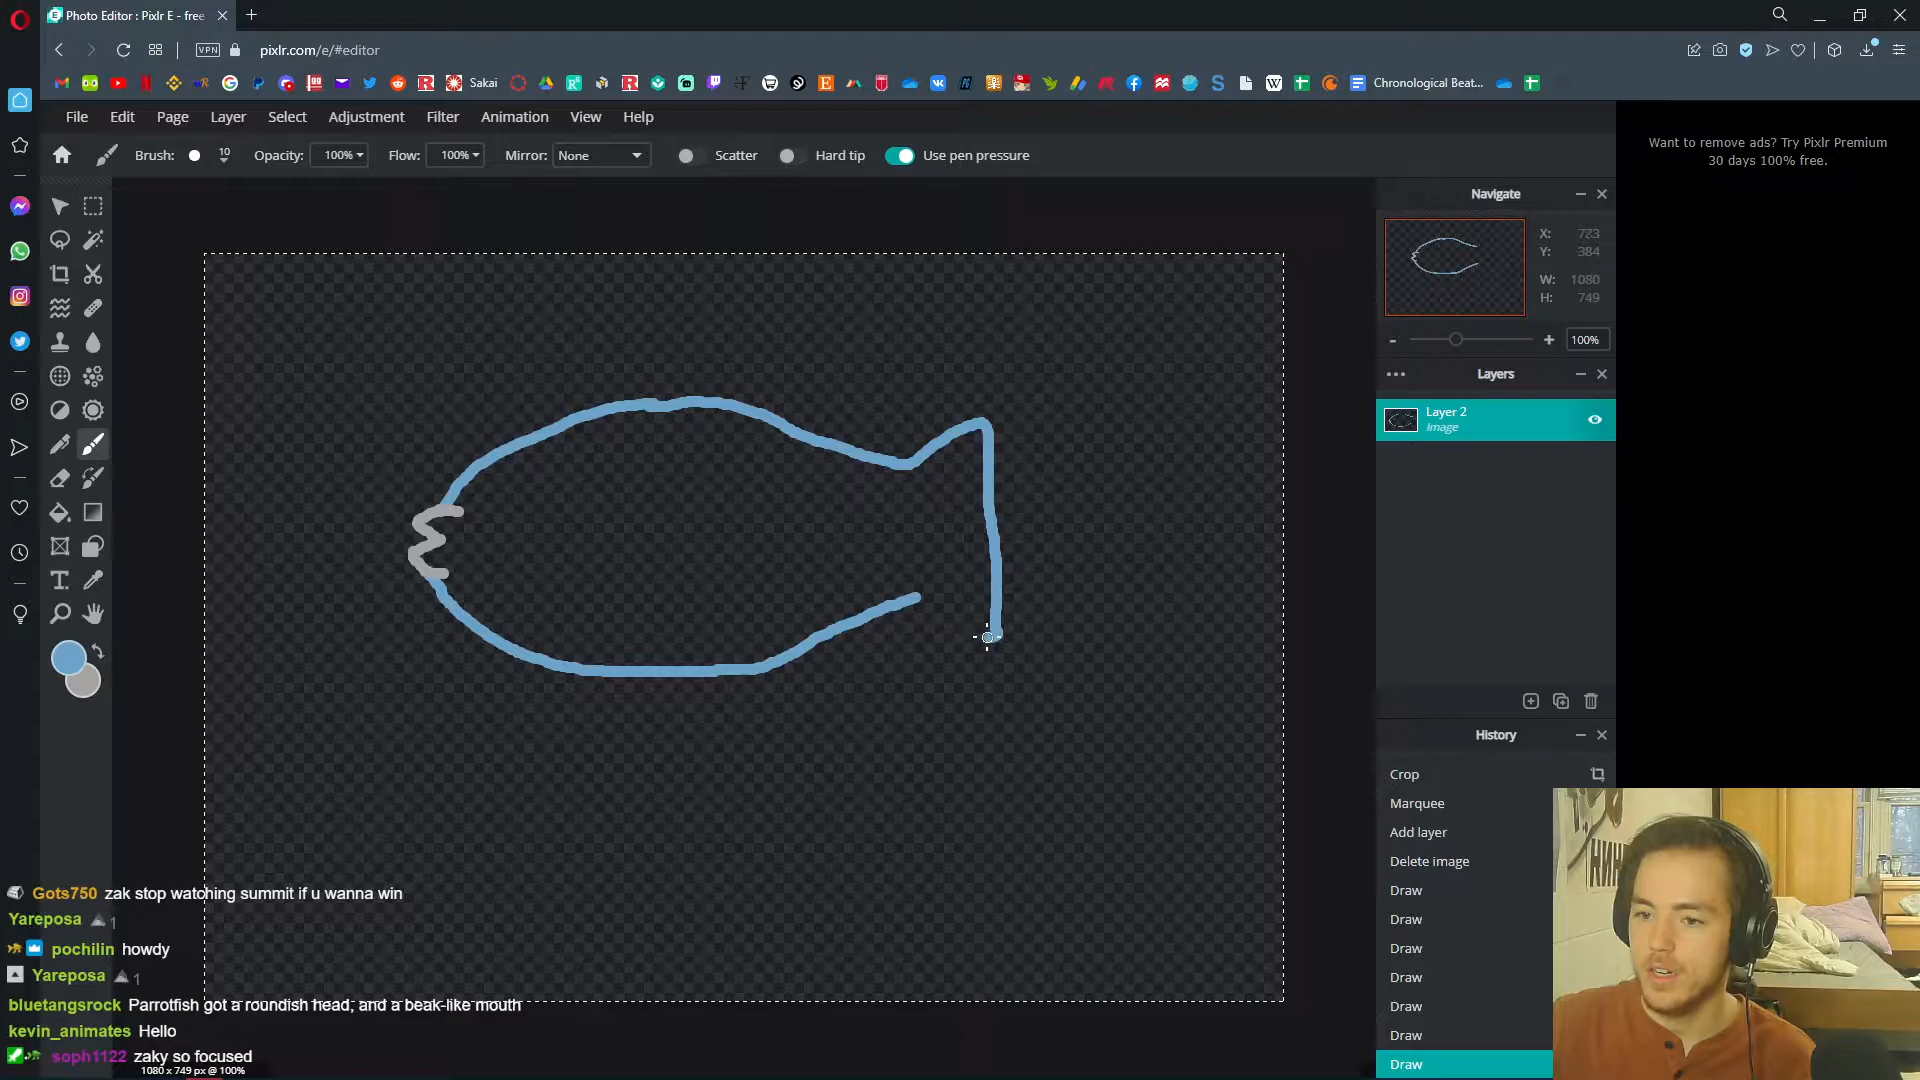 Photo Editor : Pixlr E - free
VPN
pixlr.com/e/#editor
Sakai
Chronological Beat...
File Edit Page Layer Select Adjustment Filter Animation View Help
Brush: 10 Opacity: 100% Flow: 100% Mirror: None Scatter Hard tip Use pen pressure
Want to remove ads? Try Pixlr Premium
30 days 100% free.
Navigate
X: 773
Y: 384
W: 1080
H: 749
- + 100%
Layers
Layer 2
Image
History
Crop
Marquee
Add layer
Delete image
Draw
Draw
Draw
Draw
Draw
Draw
Draw
Gots750 zak stop watching summit if u wanna win
Yareposa 1
pochilin howdy
Yareposa 1
bluetangsrock Parrotfish got a roundish head, and a beak-like mouth
kevin_animates Hello
soph1122 zaky so focused
1080 x 749 px @ 100%